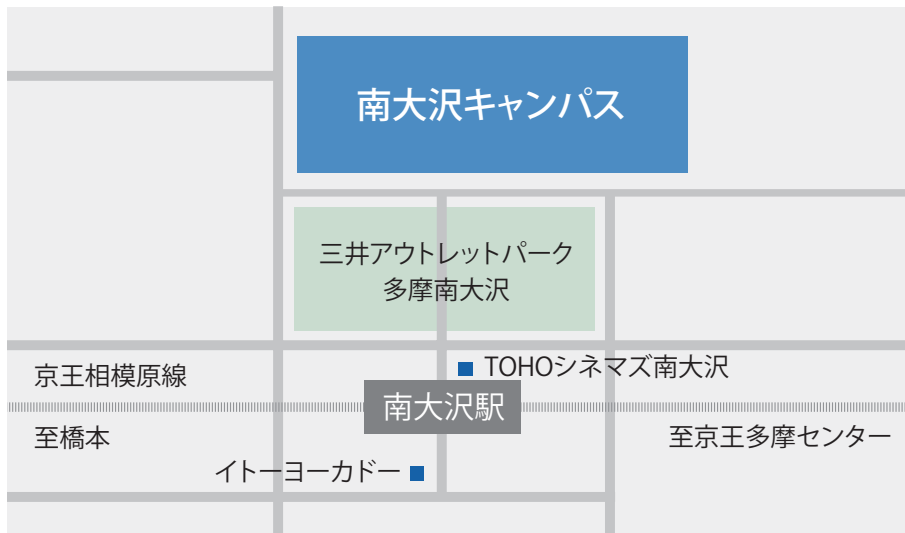 南大沢キャンパス
三井アウトレットパーク
多摩南大沢
TOHOシネマズ南大沢
京王相模原線
南大沢駅
至橋本
至京王多摩センター
イトーヨーカドー